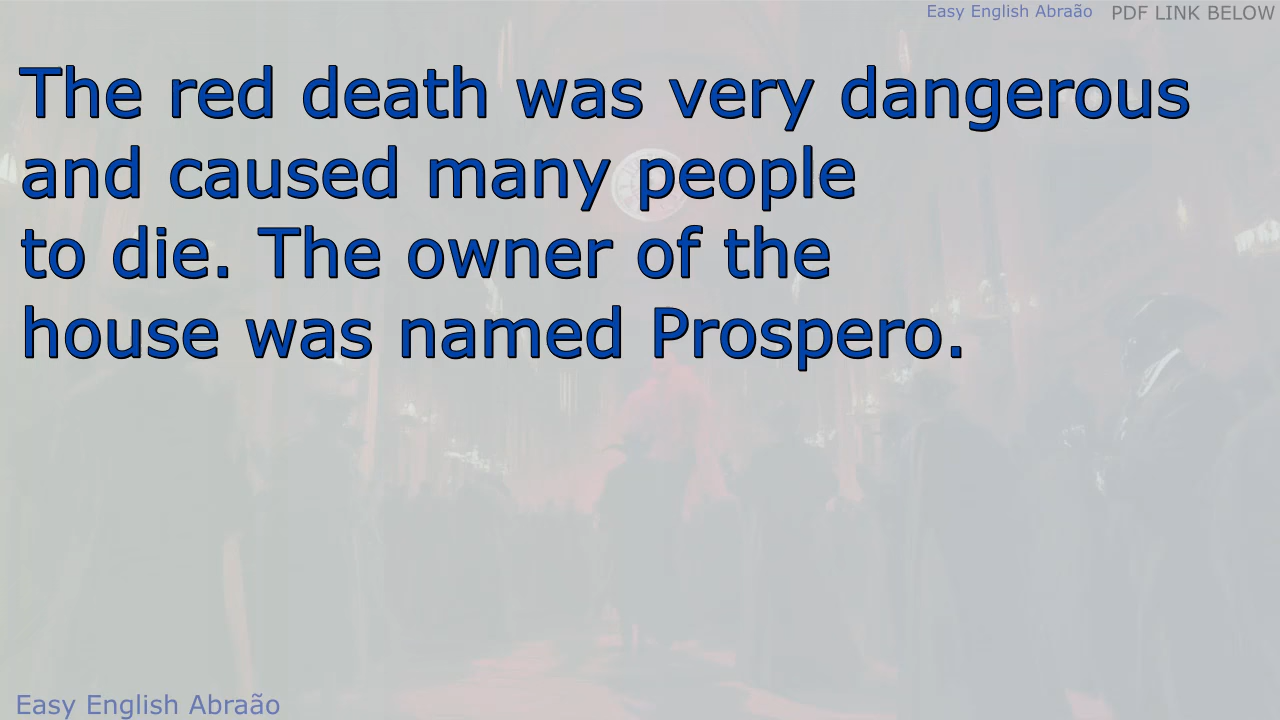 Easy English Abraão PDF LINK BELOW
The red death was very dangerous
and caused many people
to die. The owner of the
house was named Prospero.
Easy English Abraão